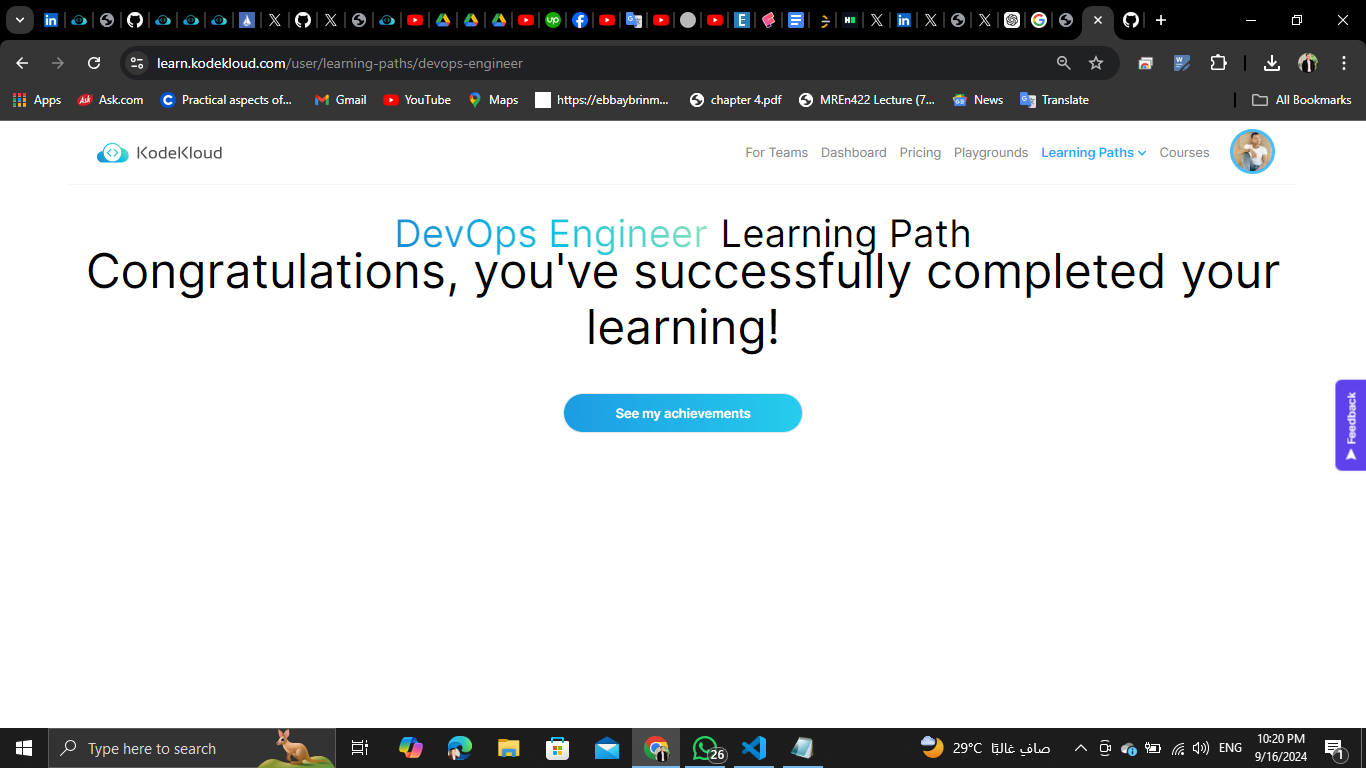 learn.kodekloud.com/user/learning-paths/devops-engineer
Apps Ask.com Practical aspects of... Gmail YouTube Maps https://ebbaybrinm... chapter 4.pdf MREn422 Lecture (7... News Translate All Bookmarks
KodeKloud For Teams Dashboard Pricing Playgrounds Learning Paths Courses
DevOps Engineer Learning Path
Congratulations, you've successfully completed your
learning!
See my achievements
Feedback
Type here to search
26
29°C صافٍ غالبًا
ENG
10:20 PM
9/16/2024
1